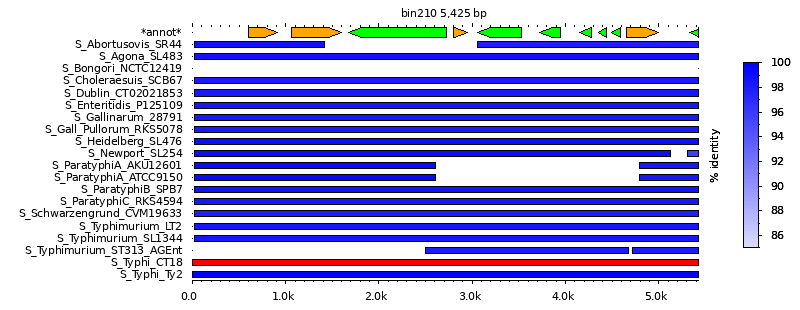 bin210 5,425 bp
*annot*
S_Abortusovis_SR44
S_Agona_SL483
S_Bongori_NCTC12419
S_Choleraesuis_SCB67
S_Dublin_CT02021853
S_Enteritidis_P125109
S_Gallinarum_28791
S_Gall_Pullorum_RKS5078
S_Heidelberg_SL476
S_Newport_SL254
S_ParatyphiA_AKU12601
S_ParatyphiA_ATCC9150
S_ParatyphiB_SPB7
S_ParatyphiC_RKS4594
S_Schwarzengrund_CVM19633
S_Typhimurium_LT2
S_Typhimurium_SL1344
S_Typhimurium_ST313_AGEnt
S_Typhi_CT18
S_Typhi_Ty2
0.0 1.0k 2.0k 3.0k 4.0k 5.0k
% identity
100
98
96
94
92
90
88
86